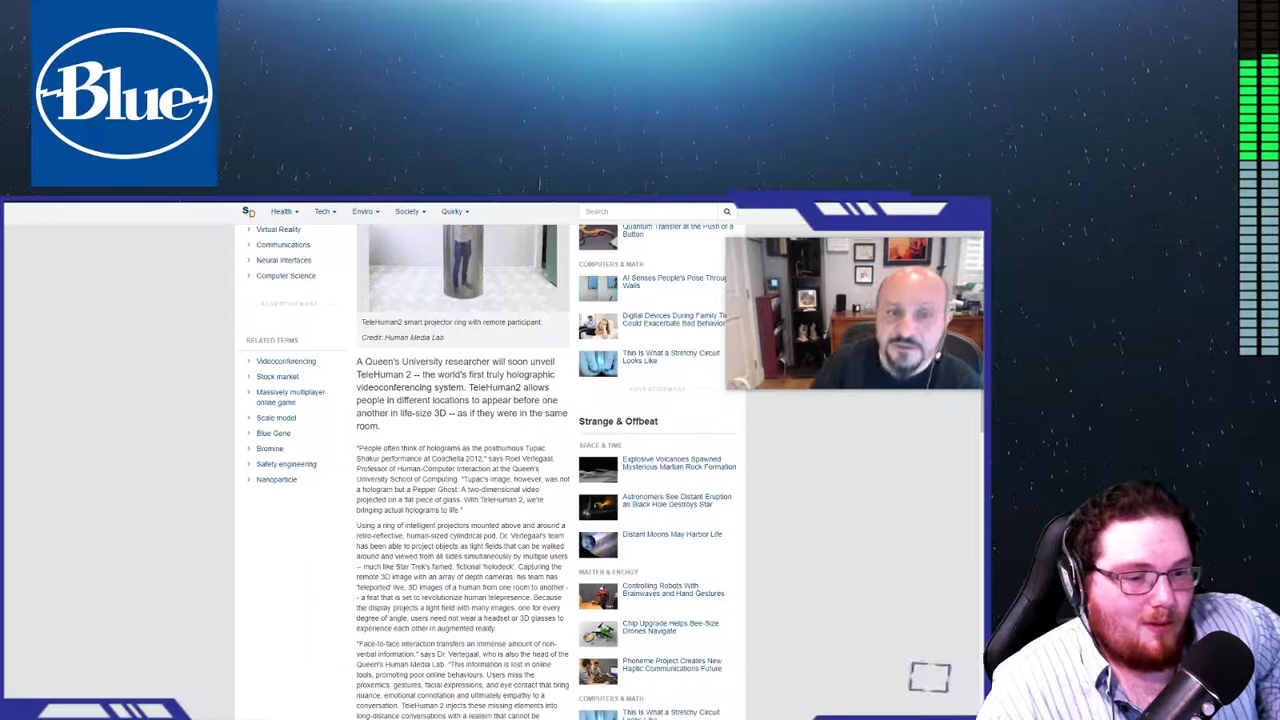 Blue
SD
Health
Tech
Enviro
Society
Quirky
Search
Virtual Reality
Communications
Neural Interfaces
Computer Science
ADVERTISEMENT
RELATED TERMS
Videoconferencing
Stock market
Massively multiplayer
online game
Scale model
Blue Gene
Bromine
Safety engineering
Nanoparticle
TeleHuman2 smart projector ring with remote participant.
Credit: Human Media Lab
A Queen's University researcher will soon unveil
TeleHuman 2 -- the world's first truly holographic
videoconferencing system. TeleHuman2 allows
people in different locations to appear before one
another in life-size 3D -- as if they were in the same
room.
"People often think of holograms as the posthumous Tupac
Shakur performance at Coachella 2012," says Roel Vertegaal,
Professor of Human-Computer Interaction at the Queen's
University School of Computing. "Tupac's image, however, was not
a hologram but a Pepper Ghost: A two-dimensional video
projected on a flat piece of glass. With TeleHuman 2, we're
bringing actual holograms to life."
Using a ring of intelligent projectors mounted above and around a
retro-reflective, human-sized cylindrical pod, Dr. Vertegaal's team
has been able to project objects as light fields that can be walked
around and viewed from all sides simultaneously by multiple users
-- much like Star Trek's famed, fictional 'holodeck'. Capturing the
remote 3D image with an array of depth cameras, his team has
'teleported' live, 3D images of a human from one room to another -
- a feat that is set to revolutionize human telepresence. Because
the display projects a light field with many images, one for every
degree of angle, users need not wear a headset or 3D glasses to
experience each other in augmented reality.
"Face-to-face interaction transfers an immense amount of non-
verbal information," says Dr. Vertegaal, who is also the head of the
Queen's Human Media Lab. "This information is lost in online
tools, promoting poor online behaviours. Users miss the
proxemics, gestures, facial expressions, and eye contact that bring
nuance, emotional connotation and ultimately empathy to a
conversation. TeleHuman 2 injects these missing elements into
long-distance conversations with a realism that cannot be
Quantum Transfer at the Push of a
Button
COMPUTERS & MATH
AI Senses People's Pose Through
Walls
Digital Devices During Family Ti
Could Exacerbate Bad Behavior
This Is What a Stretchy Circuit
Looks Like
ADVERTISEMENT
Strange & Offbeat
SPACE & TIME
Explosive Volcanoes Spawned
Mysterious Martian Rock Formation
Astronomers See Distant Eruption
as Black Hole Destroys Star
Distant Moons May Harbor Life
MATTER & ENERGY
Controlling Robots With
Brainwaves and Hand Gestures
Chip Upgrade Helps Bee-Size
Drones Navigate
Phoneme Project Creates New
Haptic Communications Future
COMPUTERS & MATH
This Is What a Stretchy Circuit
Looks Like